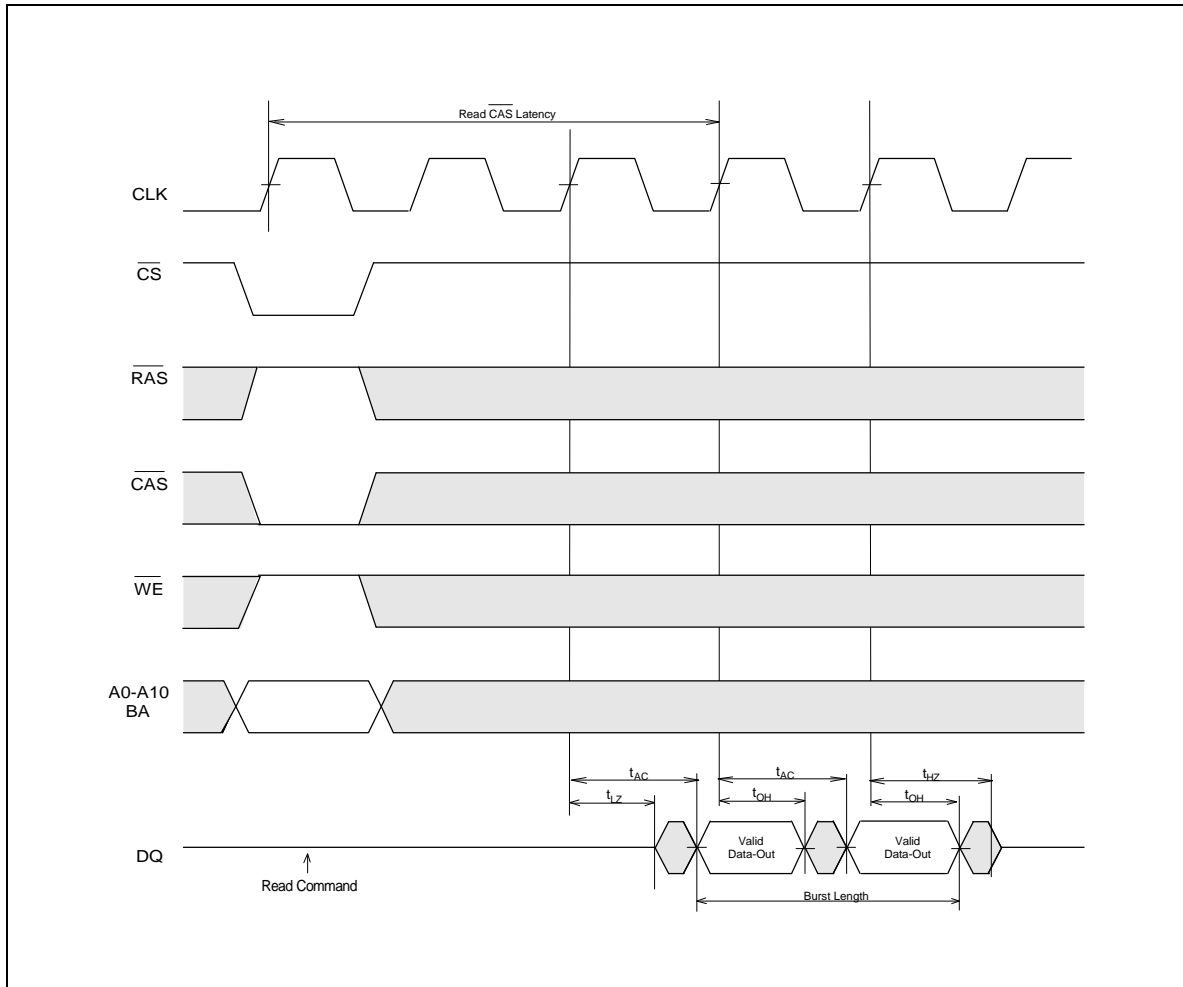 Read CAS Latency
CLK
CS
RAS
CAS
WE
A0-A10
BA
tAC
tAC
tHZ
tLZ
tOH
tOH
Valid
Data-Out
Valid
Data-Out
DQ
Read Command
Burst Length